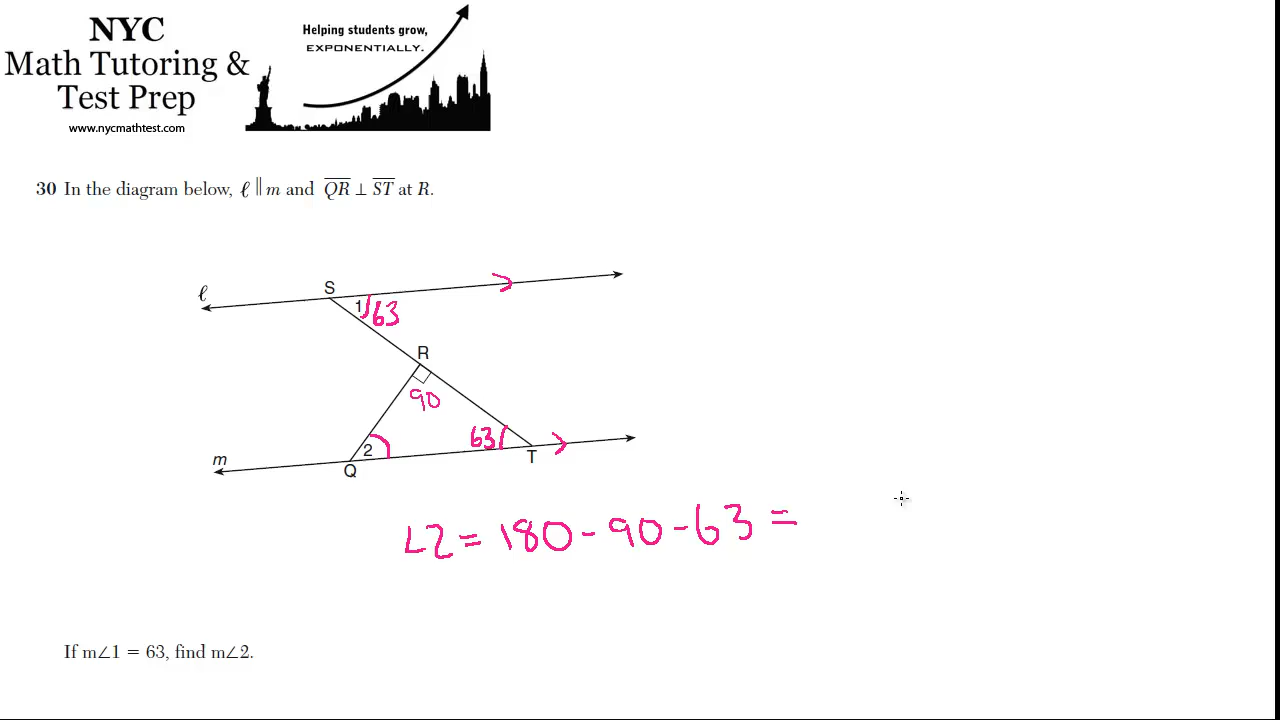 NYC
Math Tutoring &
Test Prep
www.nycmathtest.com
Helping students grow,
EXPONENTIALLY.
30 In the diagram below, ℓ ∥ m and QR ⊥ ST at R.
ℓ
S
1
63
R
90
2
63
m
Q
T
∠2 = 180 - 90 - 63 =
If m∠1 = 63, find m∠2.